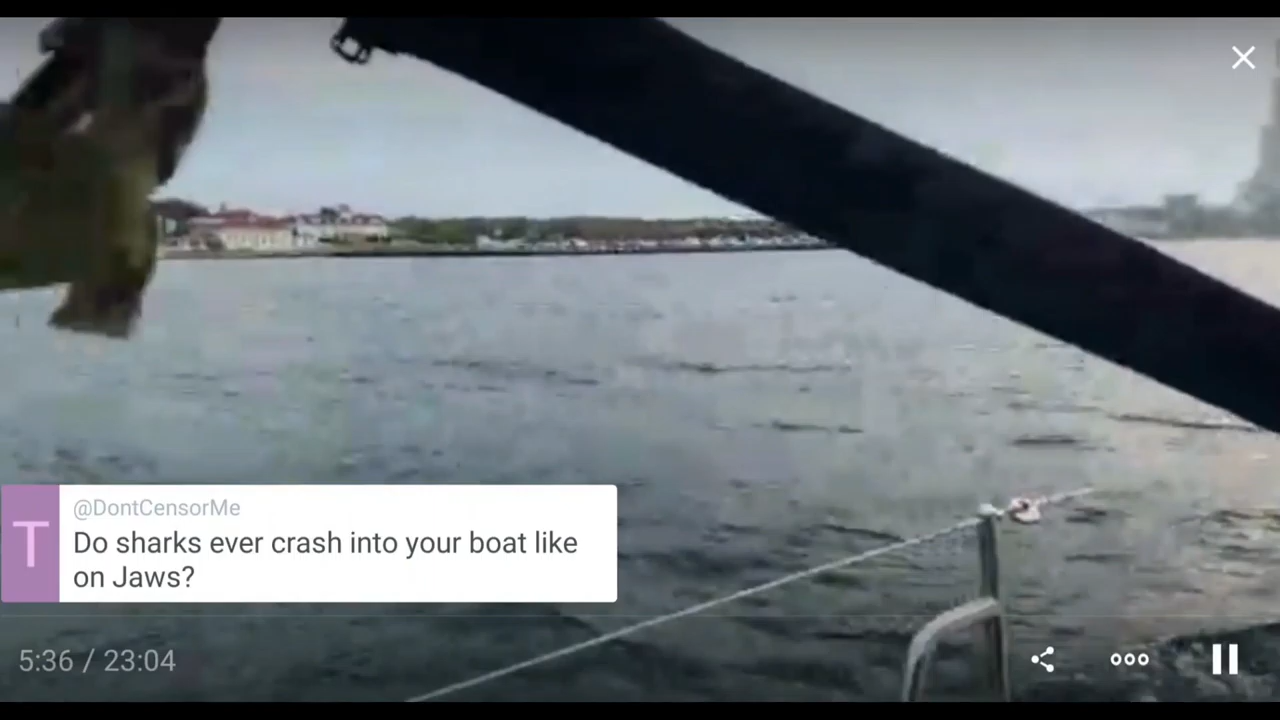 T
@DontCensorMe
Do sharks ever crash into your boat like
on Jaws?
5:36 / 23:04